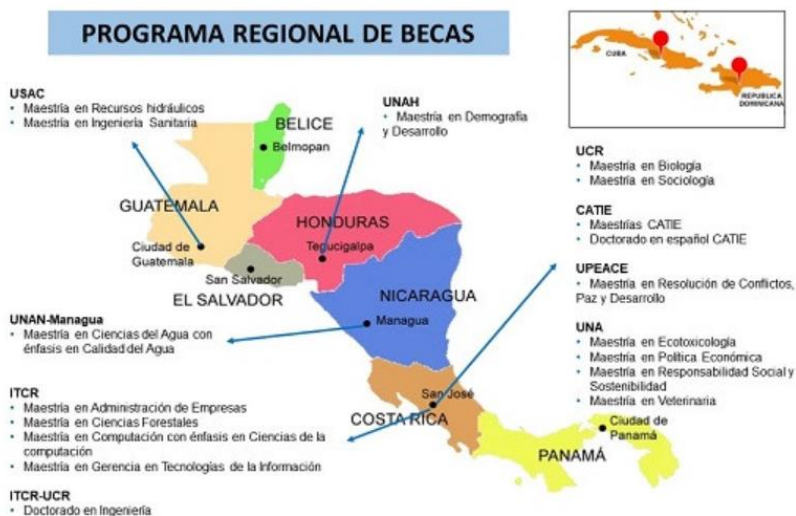 PROGRAMA REGIONAL DE BECAS
CUBA
REPUBLICA
DOMINICANA
USAC
• Maestría en Recursos hidráulicos
• Maestría en Ingeniería Sanitaria
UNAH
• Maestría en Demografía
y Desarrollo
BELICE
Belmopan
GUATEMALA
Ciudad de
Guatemala
HONDURAS
Tegucigalpa
San Salvador
EL SALVADOR
NICARAGUA
Managua
San José
COSTA RICA
Ciudad de
Panamá
PANAMÁ
UCR
• Maestría en Biología
• Maestría en Sociología
CATIE
• Maestrías CATIE
• Doctorado en español CATIE
UPEACE
• Maestría en Resolución de Conflictos,
Paz y Desarrollo
UNA
• Maestría en Ecotoxicología
• Maestría en Política Económica
• Maestría en Responsabilidad Social y
Sostenibilidad
• Maestría en Veterinaria
UNAN-Managua
• Maestría en Ciencias del Agua con
énfasis en Calidad del Agua
ITCR
• Maestría en Administración de Empresas
• Maestría en Ciencias Forestales
• Maestría en Computación con énfasis en Ciencias de la
computación
• Maestría en Gerencia en Tecnologías de la Información
ITCR-UCR
• Doctorado en Ingeniería